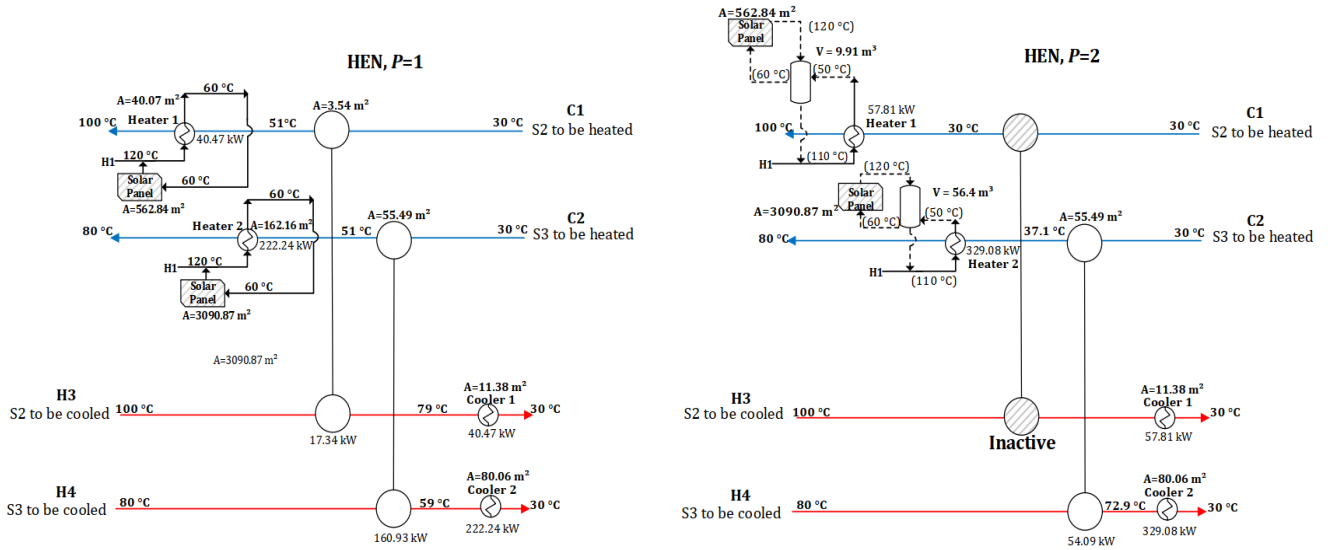 HEN, P=1
60 °C
A=40.07 m²
Heater 1
A=3.54 m²
C1
100 °C
51°C
30 °C
S2 to be heated
40.47 kW
H1
120 °C
Solar
Panel
60 °C
A=562.84 m²
60 °C
A=55.49 m²
C2
Heater 2
A=162.16 m²
80 °C
51 °C
30 °C
S3 to be heated
222.24 kW
H1
120 °C
Solar
Panel
60 °C
A=3090.87 m²
A=3090.87 m²
H3
S2 to be cooled
100 °C
79 °C
A=11.38 m²
Cooler 1
30 °C
17.34 kW
40.47 kW
H4
S3 to be cooled
80 °C
59 °C
A=80.06 m²
Cooler 2
30 °C
160.93 kW
222.24 kW
HEN, P=2
A=562.84 m²
Solar
Panel
(120 °C)
V = 9.91 m³
(60 °C)
(50 °C)
57.81 kW
Heater 1
C1
100 °C
30 °C
30 °C
S2 to be heated
H1
(110 °C)
(120 °C)
Solar
Panel
V = 56.4 m³
A=3090.87 m²
(60 °C)
(50 °C)
A=55.49 m²
C2
80 °C
37.1 °C
30 °C
S3 to be heated
329.08 kW
Heater 2
H1
(110 °C)
H3
S2 to be cooled
100 °C
A=11.38 m²
Cooler 1
30 °C
Inactive
57.81 kW
H4
S3 to be cooled
80 °C
72.9 °C
A=80.06 m²
Cooler 2
30 °C
54.09 kW
329.08 kW